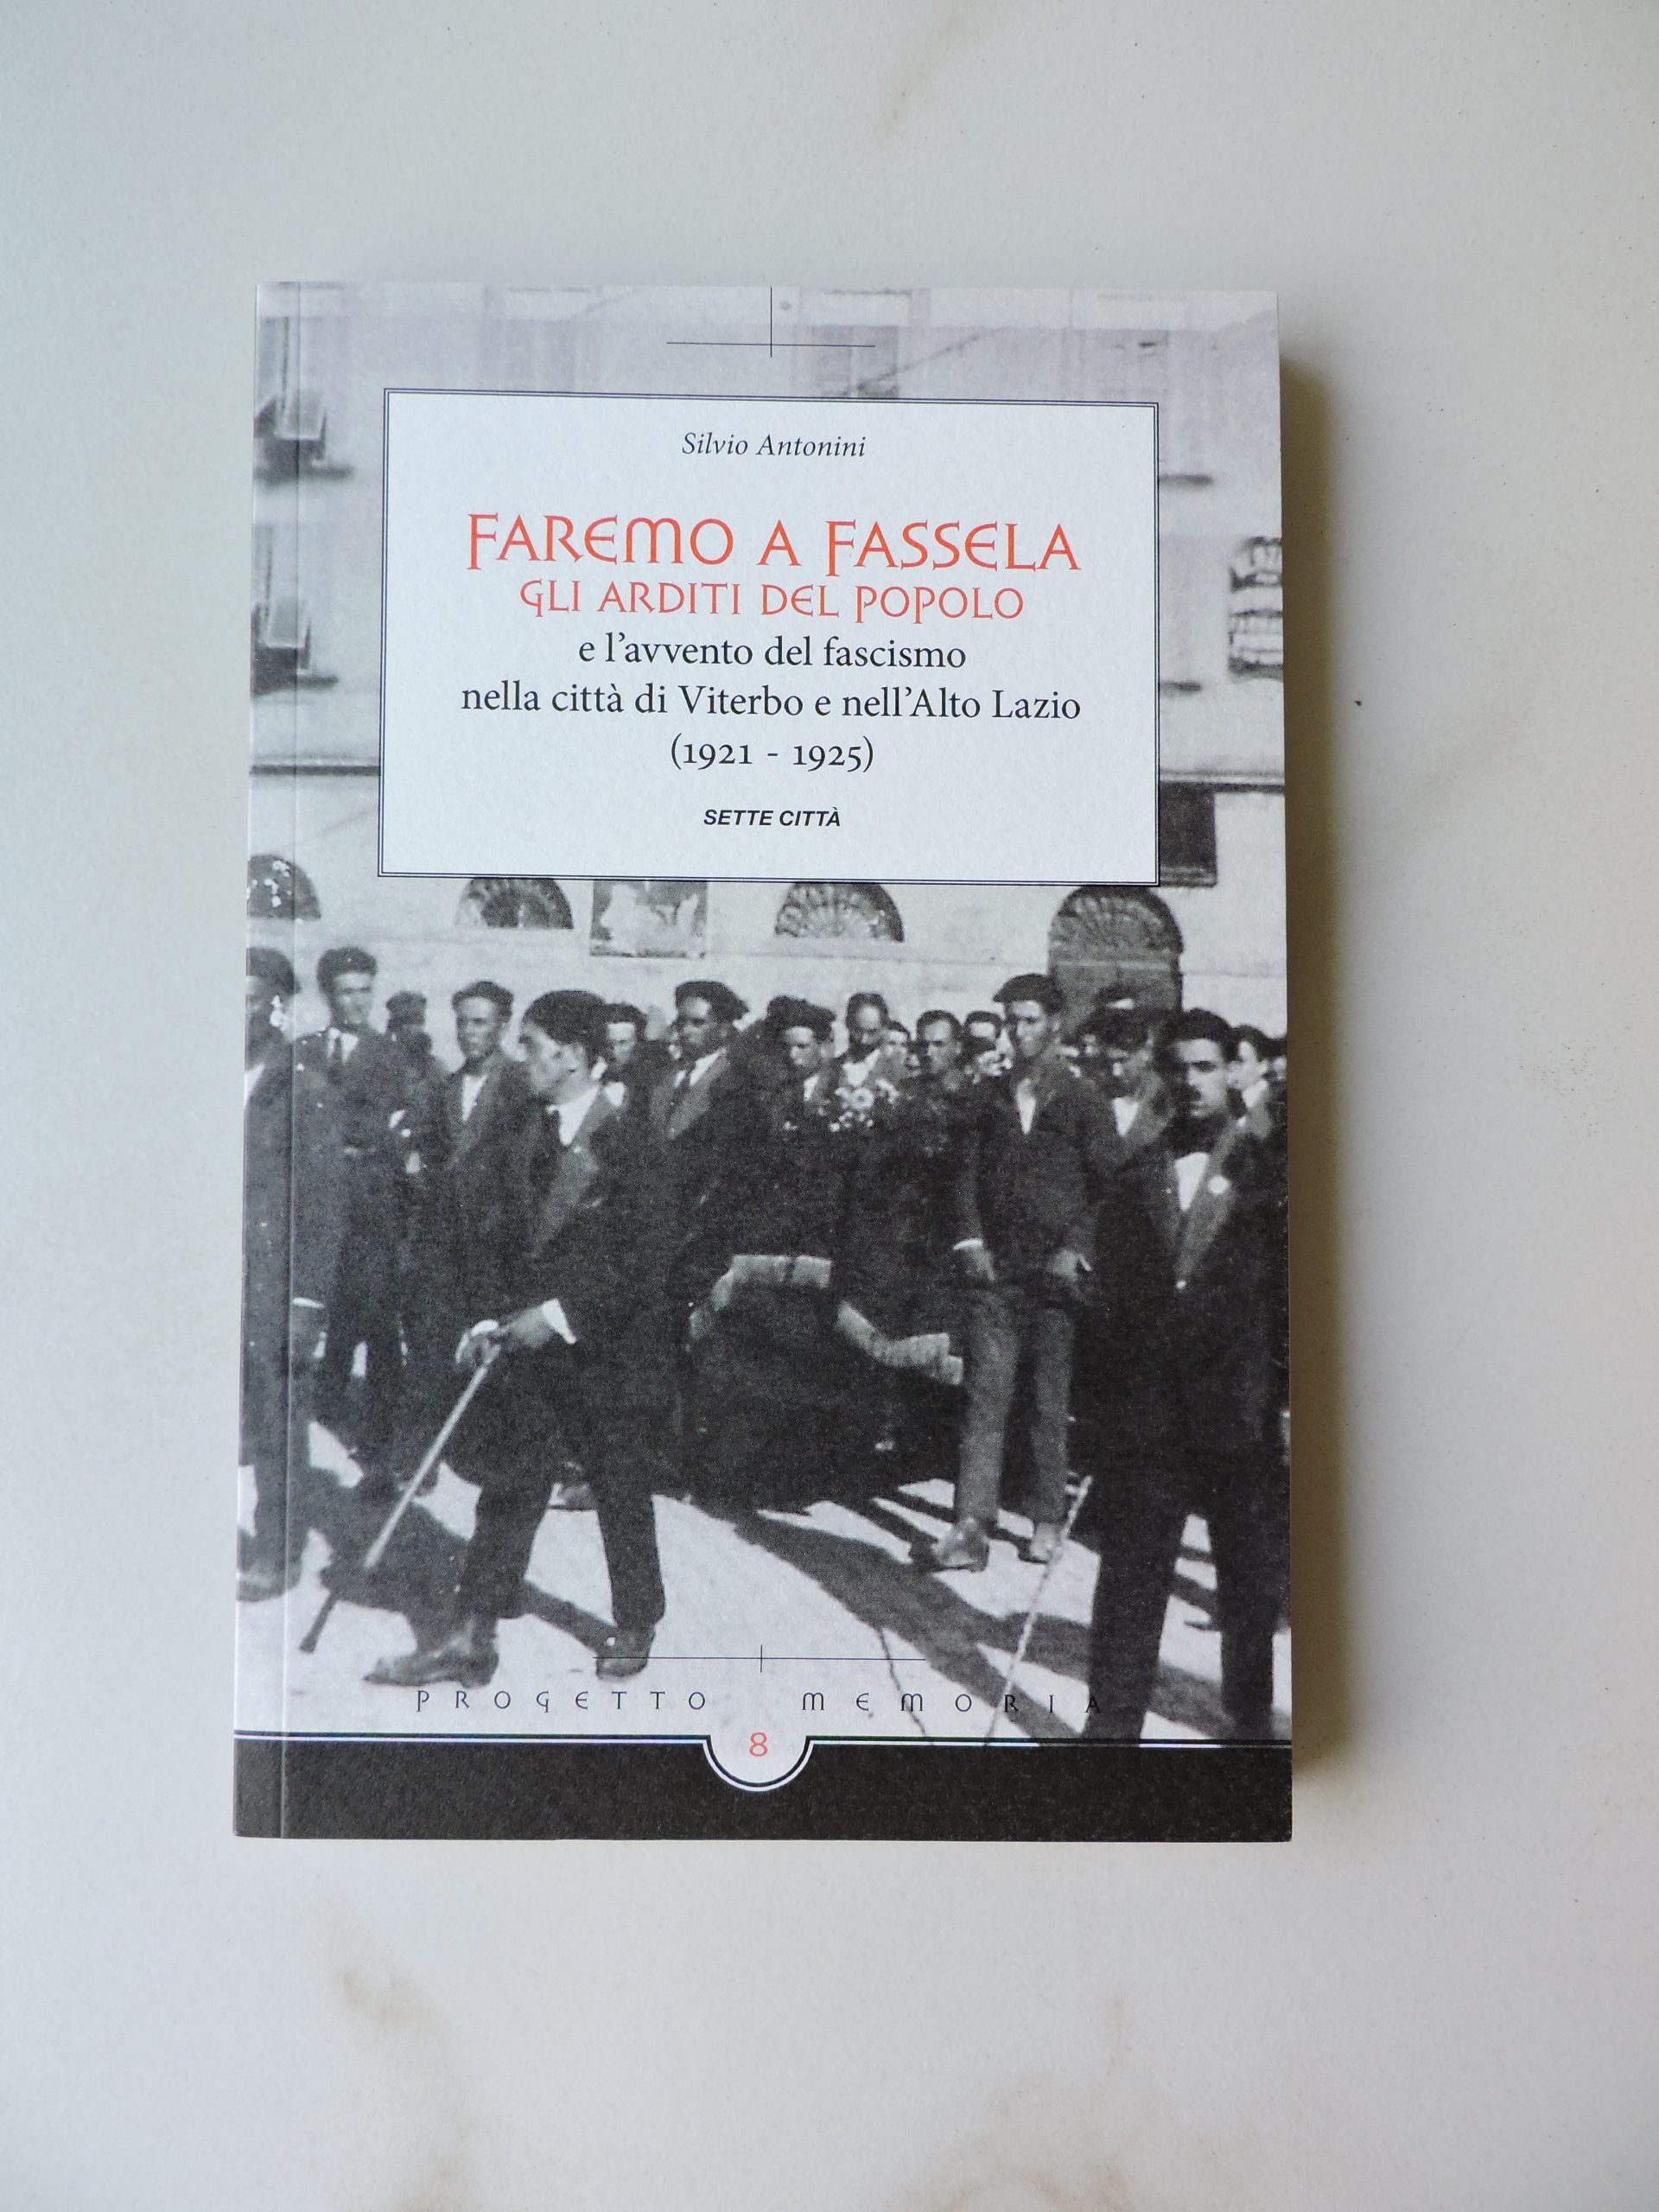 Silvio Antonini
FAREMO A FASSELA
GLI ARDITI DEL POPOLO
e l'avvento del fascismo
nella città di Viterbo e nell'Alto Lazio
(1921 - 1925)
SETTE CITTÀ
PROGETTO MEMORIA
8